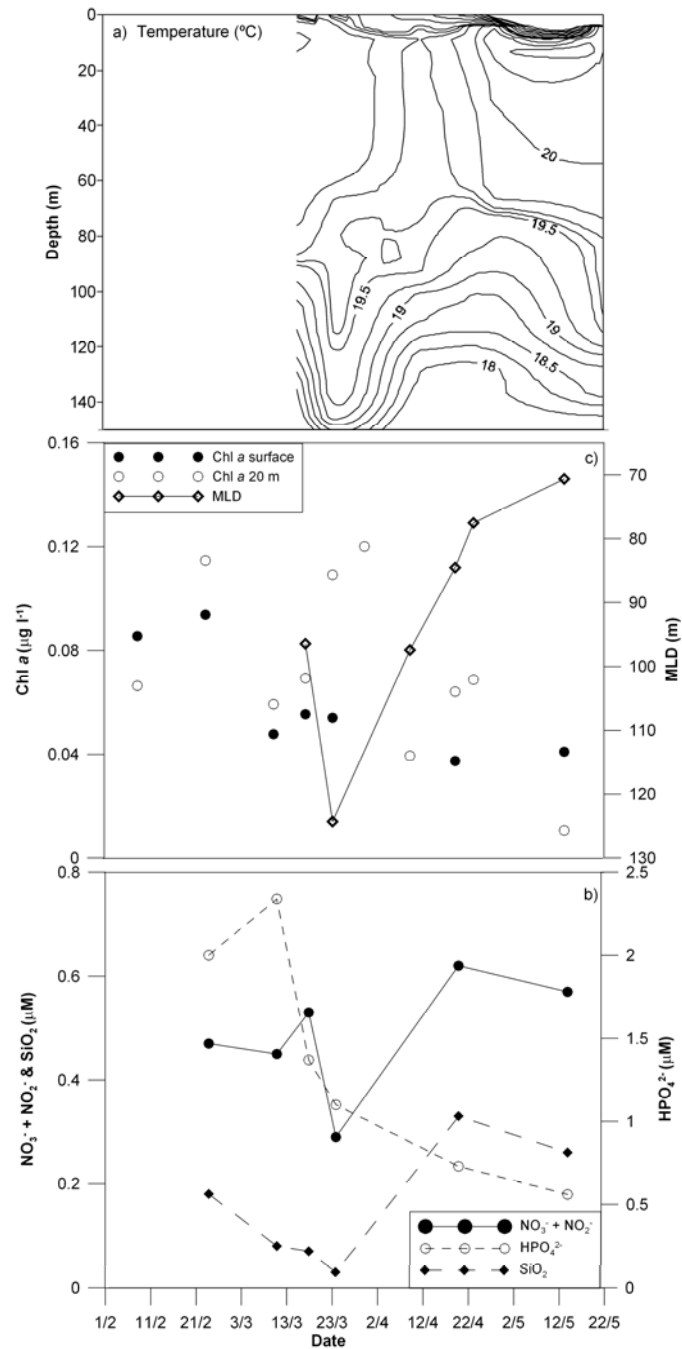 a) Temperature (ºC)
0
20
40
60
80
100
120
140
Depth (m)
20
19.5
19.5
19
19
18.5
18
c)
Chl a surface
Chl a 20 m
MLD
0.16
0.12
0.08
0.04
0
Chl a (µg l-¹)
70
80
90
100
110
120
130
MLD (m)
b)
0.8
0.6
0.4
0.2
0
NO₃⁻ + NO₂⁻ & SiO₂ (µM)
2.5
2
1.5
1
0.5
0
HPO₄²⁻ (µM)
NO₃⁻ + NO₂⁻
HPO₄²⁻
SiO₂
1/2 11/2 21/2 3/3 13/3 23/3 2/4 12/4 22/4 2/5 12/5 22/5
Date